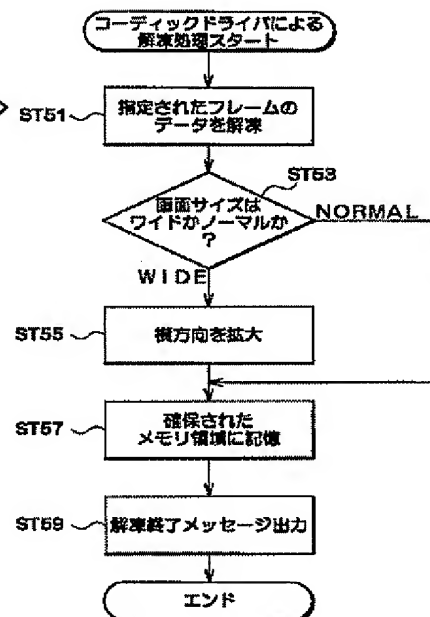 コーディックドライバによる
解凍処理スタート
ST51
指定されたフレームの
データを解凍
ST53
画面サイズは
ワイドかノーマルか
?
NORMAL
WIDE
ST55
横方向を拡大
ST57
確保された
メモリ領域に記憶
ST59
解凍終了メッセージ出力
エンド